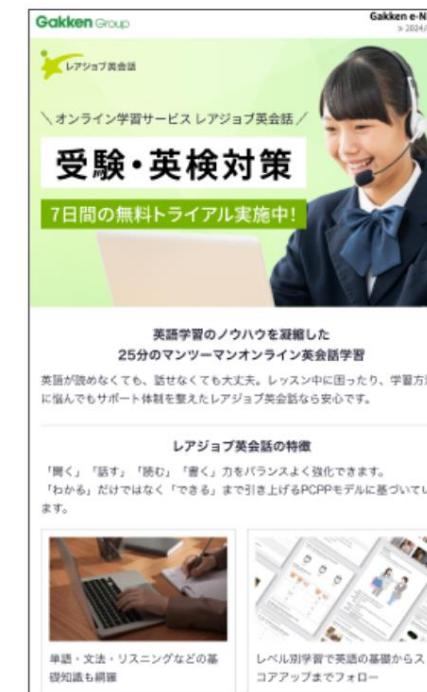 Gakken Group
Gakken e-N
» 2024/
レアジョブ英会話
＼オンライン学習サービス レアジョブ英会話／
受験・英検対策
7日間の無料トライアル実施中!
英語学習のノウハウを凝縮した
25分のマンツーマンオンライン英会話学習
英語が読めなくても、話せなくても大丈夫。レッスン中に困ったり、学習方
に悩んでもサポート体制を整えたレアジョブ英会話なら安心です。
レアジョブ英会話の特徴
「聞く」「話す」「読む」「書く」力をバランスよく強化できます。
「わかる」だけではなく「できる」まで引き上げるPCPPモデルに基づいてい
ます。
単語・文法・リスニングなどの基
礎知識も網羅
レベル別学習で英語の基礎からス
コアアップまでフォロー